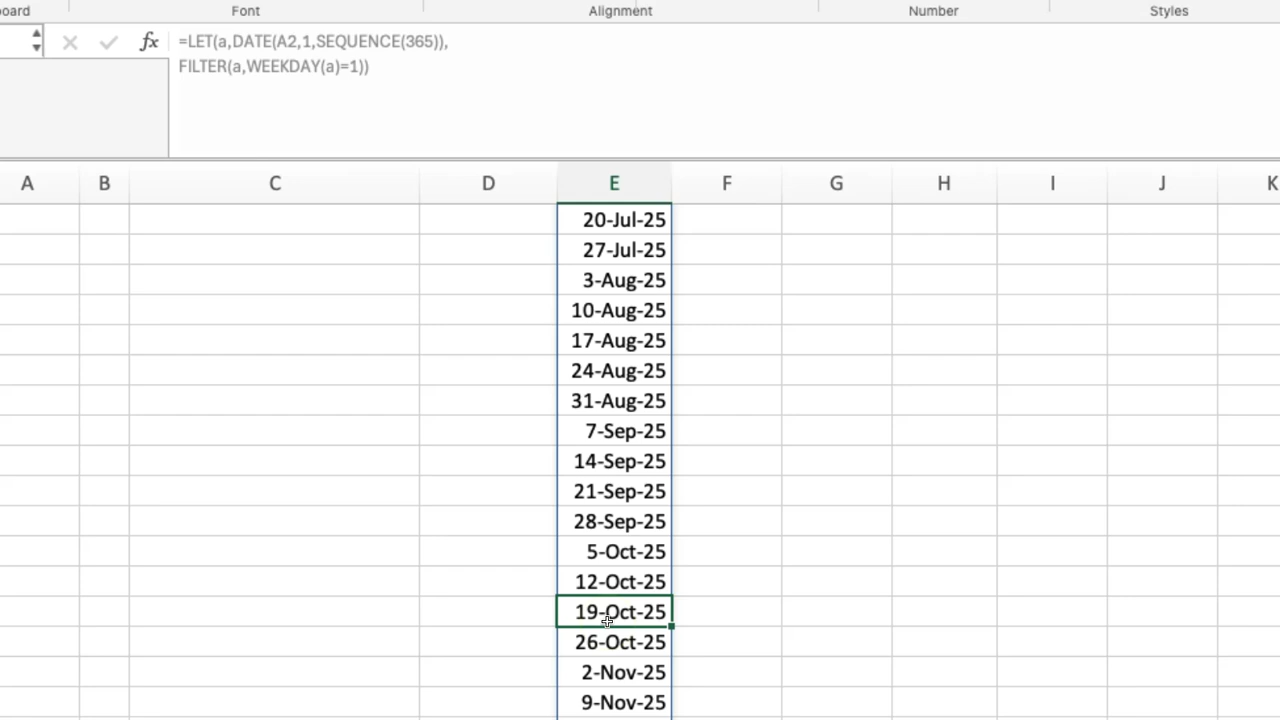 oard Font Alignment Number Styles
fx =LET(a,DATE(A2,1,SEQUENCE(365)),
FILTER(a,WEEKDAY(a)=1))
A B C D E F G H I J K
20-Jul-25
27-Jul-25
3-Aug-25
10-Aug-25
17-Aug-25
24-Aug-25
31-Aug-25
7-Sep-25
14-Sep-25
21-Sep-25
28-Sep-25
5-Oct-25
12-Oct-25
19-Oct-25
26-Oct-25
2-Nov-25
9-Nov-25